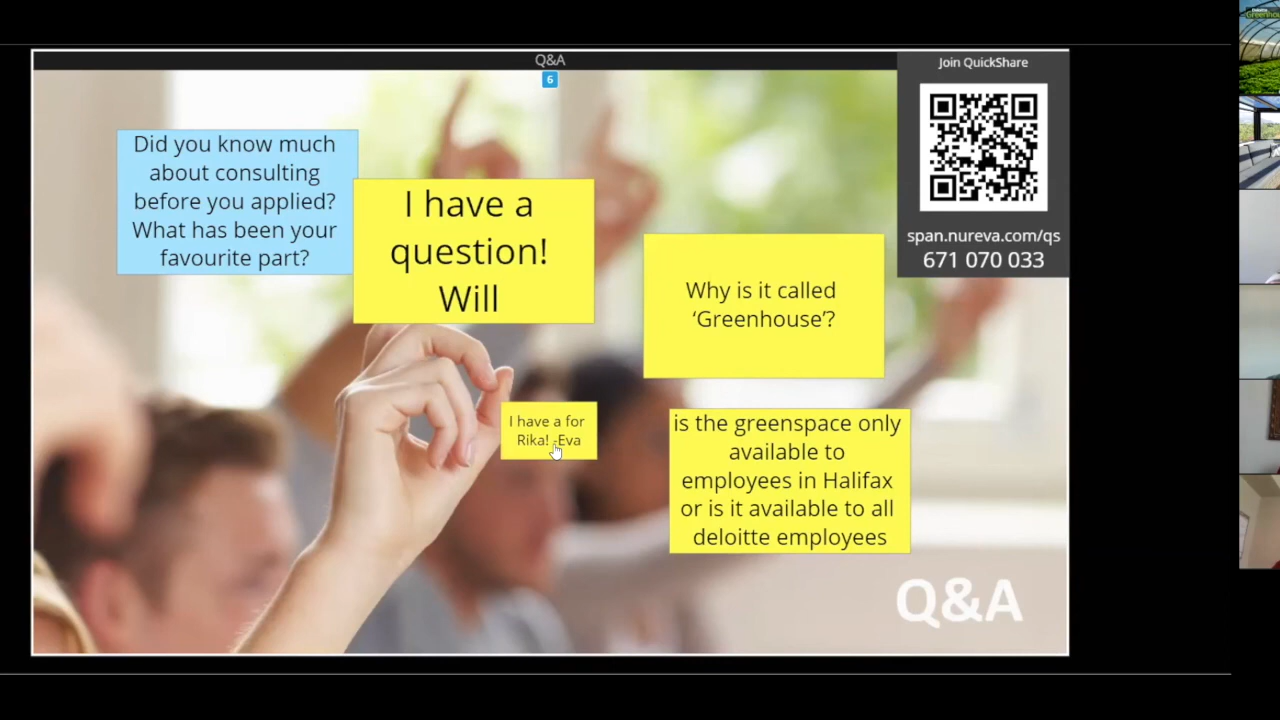 Q&A
6
Join QuickShare
span.nureva.com/qs
671 070 033
Did you know much
about consulting
before you applied?
What has been your
favourite part?
I have a
question!
Will
Why is it called
‘Greenhouse’?
I have a for
Rika! -Eva
is the greenspace only
available to
employees in Halifax
or is it available to all
deloitte employees
Q&A